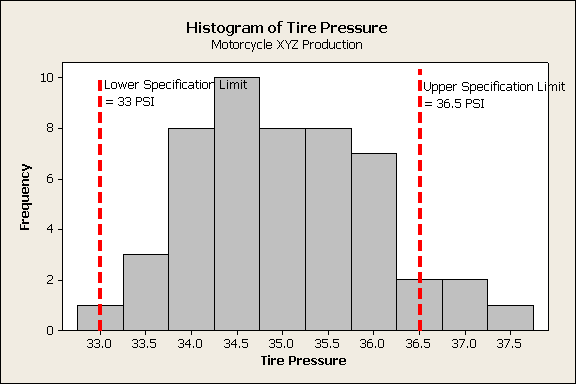 Histogram of Tire Pressure
Motorcycle XYZ Production
Lower Specification Limit
= 33 PSI
Upper Specification Limit
= 36.5 PSI
Frequency
10
8
6
4
2
0
33.0 33.5 34.0 34.5 35.0 35.5 36.0 36.5 37.0 37.5
Tire Pressure